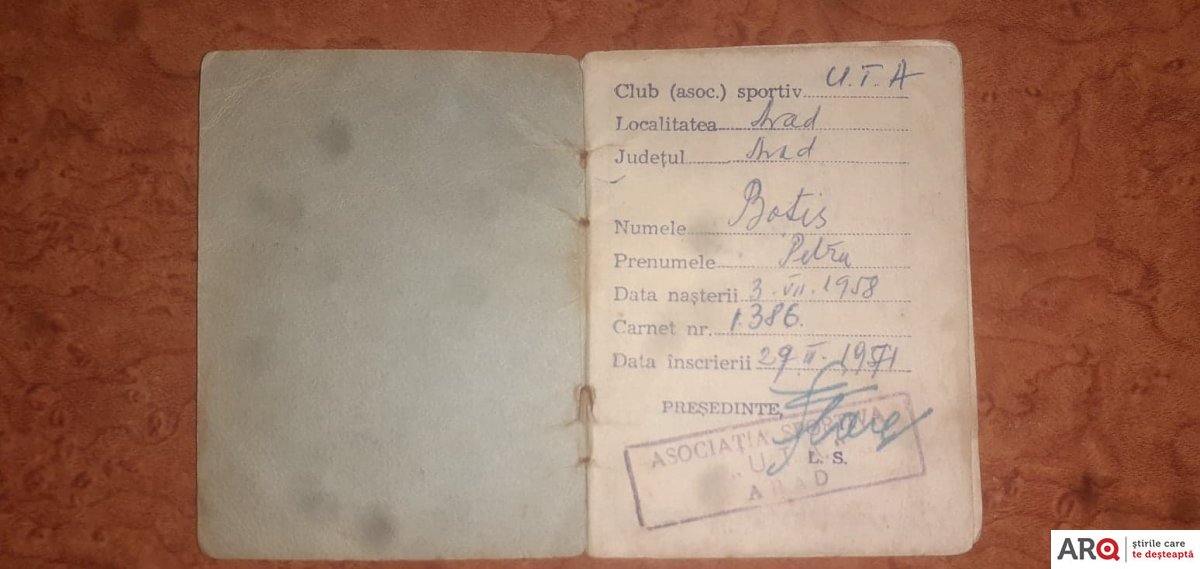 Club (asoc.) sportiv U.T.A
Localitatea Arad
Județul Arad
Numele Botis
Prenumele Petru
Data nașterii 3. VII. 1958
Carnet nr. 1386.
Data înscrierii II. 1971
PREȘEDINTE,
L. S.
ASOCIAȚIA SPORTIVA
ARAD
ARQ știrile care
te deșteaptă